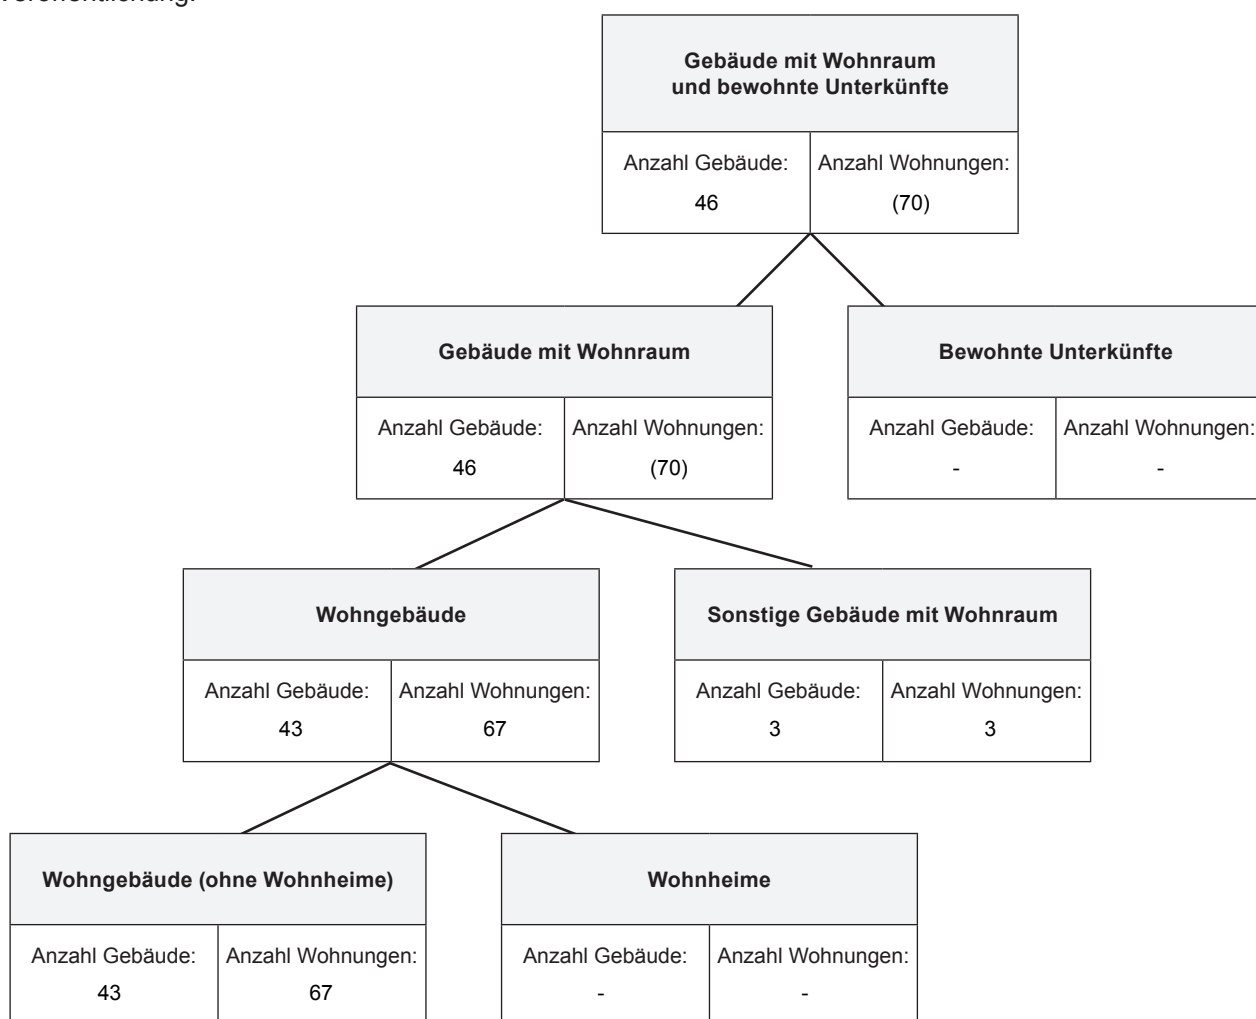 Veröffentlichung.
Gebäude mit Wohnraum
und bewohnte Unterkünfte
Anzahl Gebäude: Anzahl Wohnungen:
46 (70)
Gebäude mit Wohnraum Bewohnte Unterkünfte
Anzahl Gebäude: Anzahl Wohnungen: Anzahl Gebäude: Anzahl Wohnungen:
46 (70) - -
Wohngebäude Sonstige Gebäude mit Wohnraum
Anzahl Gebäude: Anzahl Wohnungen: Anzahl Gebäude: Anzahl Wohnungen:
43 67 3 3
Wohngebäude (ohne Wohnheime) Wohnheime
Anzahl Gebäude: Anzahl Wohnungen: Anzahl Gebäude: Anzahl Wohnungen:
43 67 - -